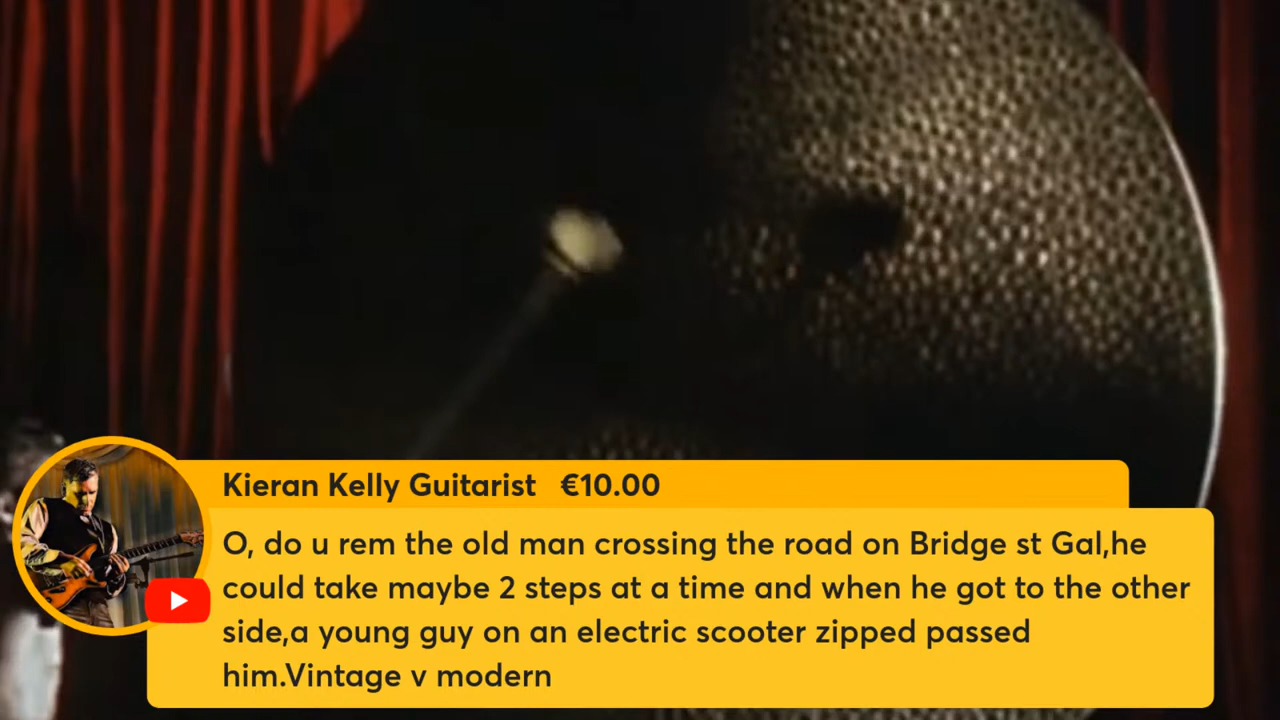 Kieran Kelly Guitarist €10.00
O, do u rem the old man crossing the road on Bridge st Gal,he
could take maybe 2 steps at a time and when he got to the other
side,a young guy on an electric scooter zipped passed
him.Vintage v modern